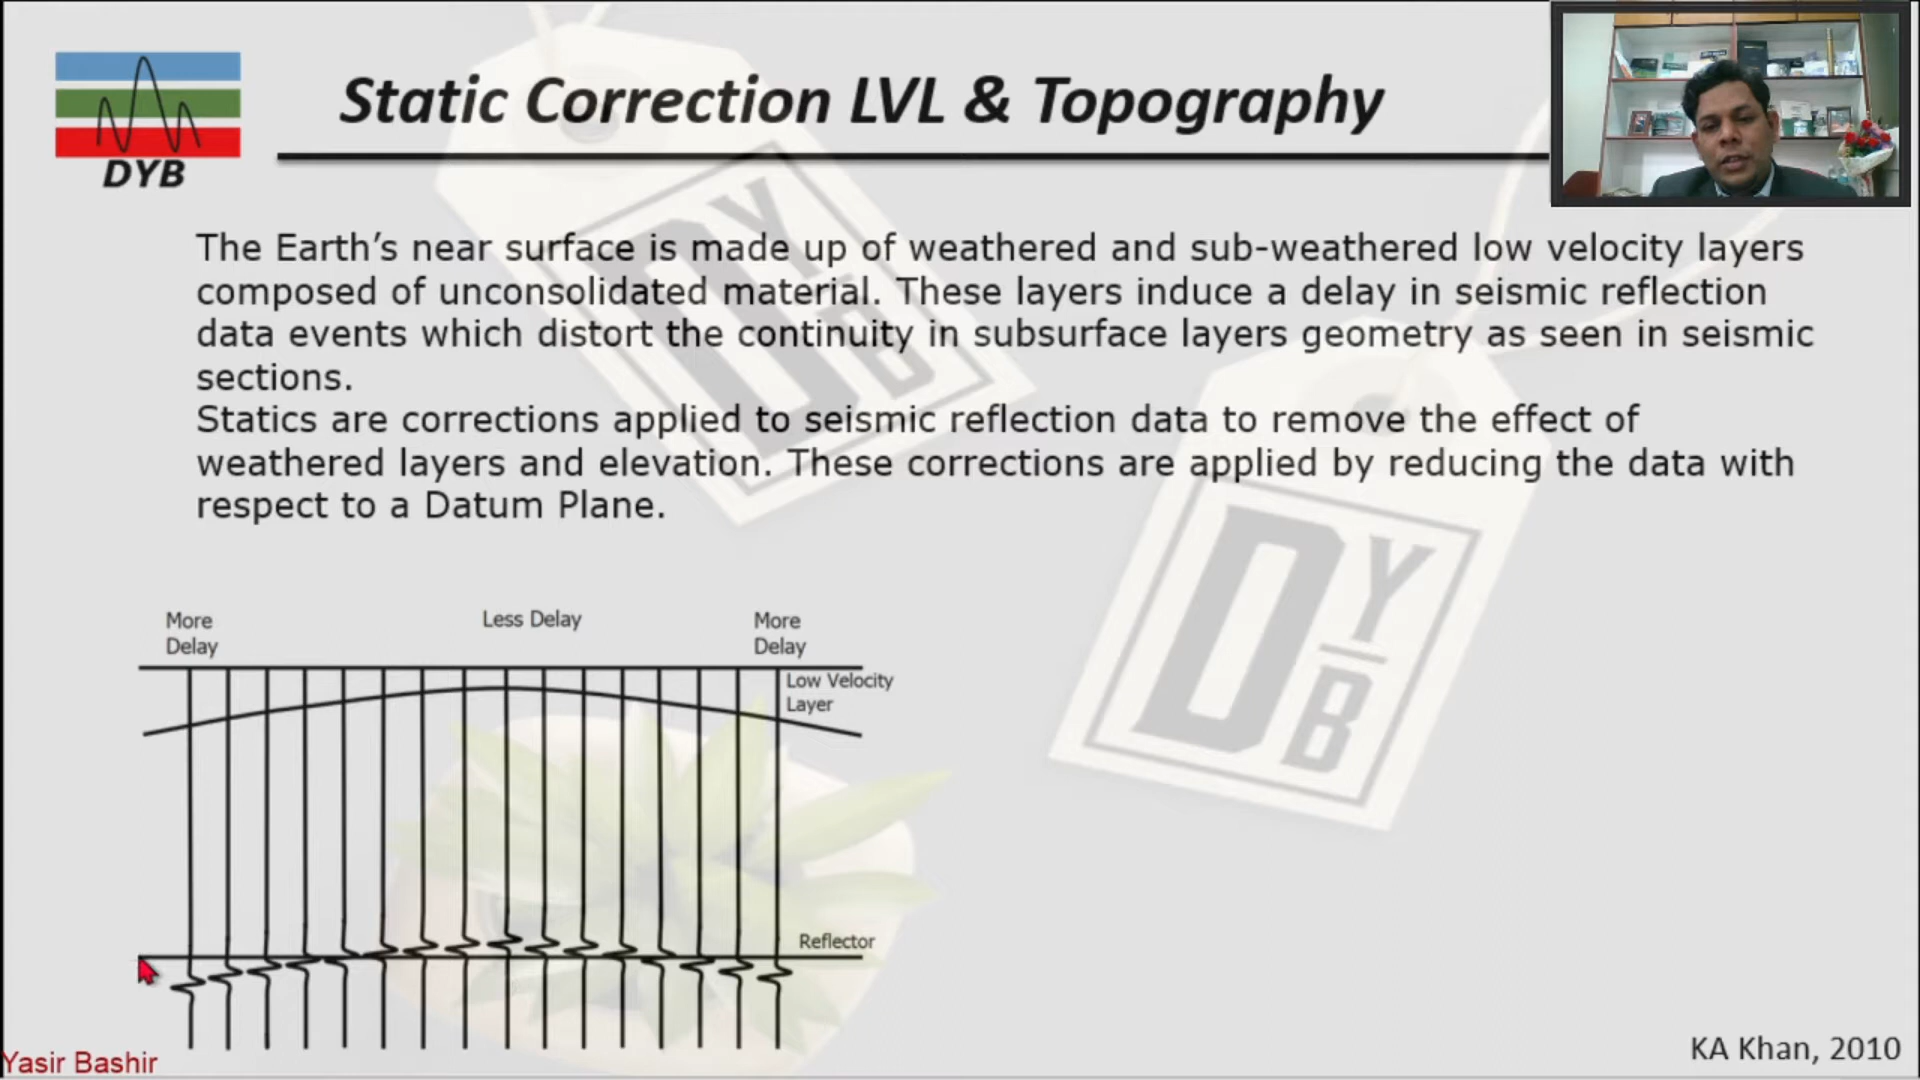 Static Correction LVL & Topography
DYB
The Earth's near surface is made up of weathered and sub-weathered low velocity layers
composed of unconsolidated material. These layers induce a delay in seismic reflection
data events which distort the continuity in subsurface layers geometry as seen in seismic
sections.
Statics are corrections applied to seismic reflection data to remove the effect of
weathered layers and elevation. These corrections are applied by reducing the data with
respect to a Datum Plane.
DYB
DYB
More
Delay
Less Delay
More
Delay
Low Velocity
Layer
Reflector
Yasir Bashir
KA Khan, 2010